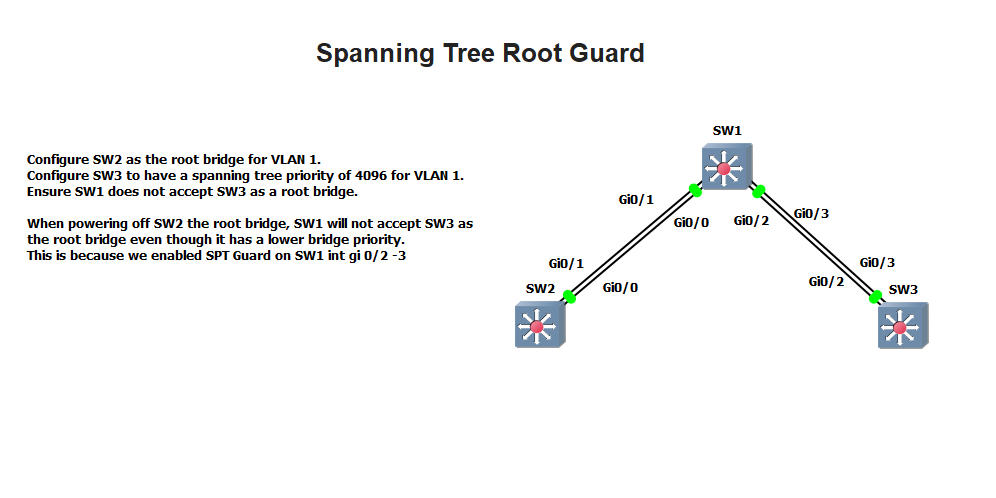 Spanning Tree Root Guard
SW1
Configure SW2 as the root bridge for VLAN 1.
Configure SW3 to have a spanning tree priority of 4096 for VLAN 1.
Ensure SW1 does not accept SW3 as a root bridge.
When powering off SW2 the root bridge, SW1 will not accept SW3 as
the root bridge even though it has a lower bridge priority.
This is because we enabled SPT Guard on SW1 int gi 0/2 -3
Gi0/1
Gi0/0
Gi0/2
Gi0/3
Gi0/1
Gi0/3
SW2
Gi0/0
Gi0/2
SW3